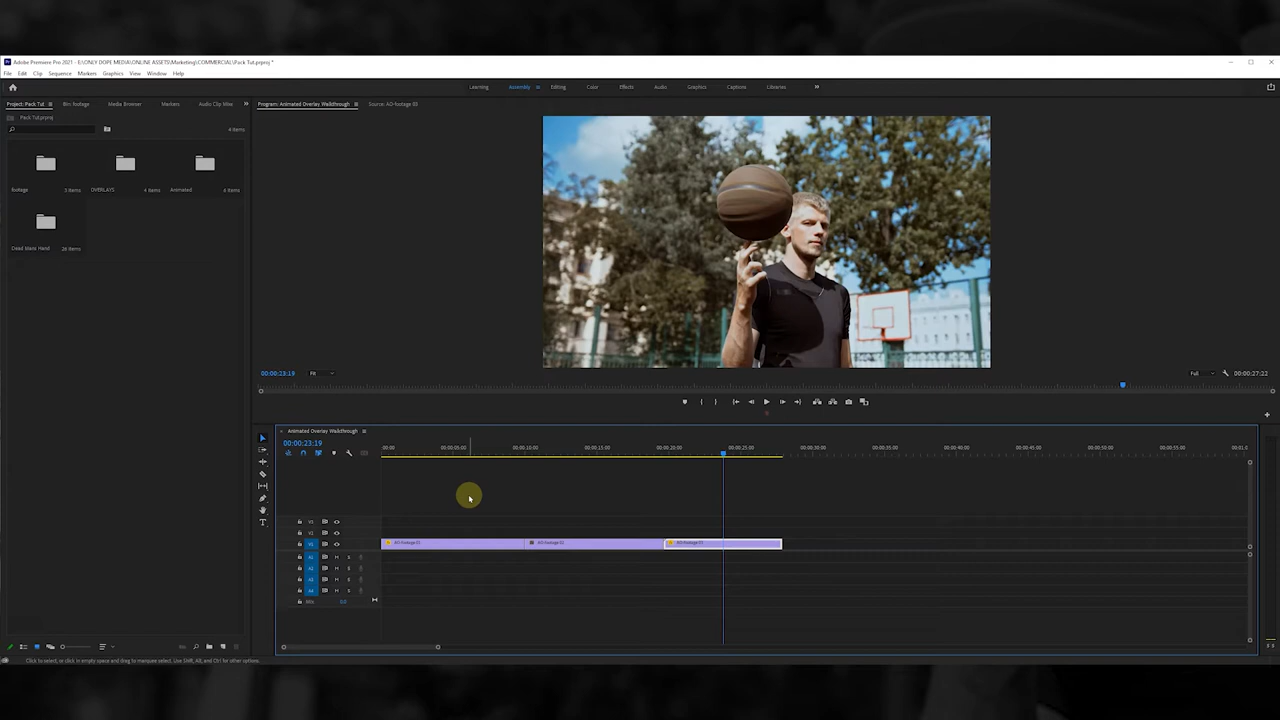 Adobe Premiere Pro 2021 - E:\ONLY DOPE MEDIA\ONLINE ASSETS\Marketing\COMMERCIAL\Pack Tut.prproj *
File Edit Clip Sequence Markers Graphics View Window Help
Learning Assembly Editing Color Effects Audio Graphics Captions Libraries
Project: Pack Tut Bin: footage Media Browser Markers Audio Clip Mixe
Program: Animated Overlay Walkthrough Source: AO-footage 03
Pack Tut.prproj
4 Items
footage 3 Items OVERLAYS 4 Items Animated 6 Items
Dead Mans Hand 26 Items
00:00:23:19 Fit Full 00:00:27:22
Animated Overlay Walkthrough
00:00:23:19
:00:00 00:00:05:00 00:00:10:00 00:00:15:00 00:00:20:00 00:00:25:00 00:00:30:00 00:00:35:00 00:00:40:00 00:00:45:00 00:00:50:00 00:00:55:00 00:01:0
V3
V2
V1 AO-footage 01 AO-footage 02 AO-footage 03
A1 M S
A2 M S
A3 M S
A4 M S
Mix 0.0
S S
Click to select, or click in empty space and drag to marquee select. Use Shift, Alt, and Ctrl for other options.